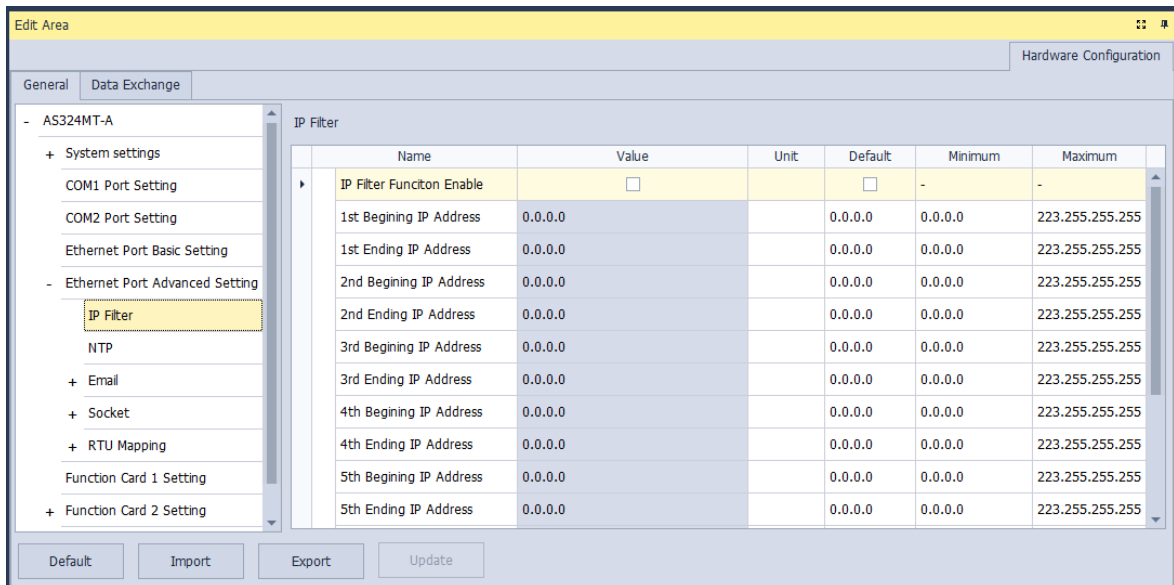 Edit Area
Hardware Configuration
General Data Exchange
- AS324MT-A
+ System settings
COM1 Port Setting
COM2 Port Setting
Ethernet Port Basic Setting
- Ethernet Port Advanced Setting
IP Filter
NTP
+ Email
+ Socket
+ RTU Mapping
Function Card 1 Setting
+ Function Card 2 Setting
IP Filter
Name Value Unit Default Minimum Maximum
IP Filter Funciton Enable - -
1st Begining IP Address 0.0.0.0 0.0.0.0 0.0.0.0 223.255.255.255
1st Ending IP Address 0.0.0.0 0.0.0.0 0.0.0.0 223.255.255.255
2nd Begining IP Address 0.0.0.0 0.0.0.0 0.0.0.0 223.255.255.255
2nd Ending IP Address 0.0.0.0 0.0.0.0 0.0.0.0 223.255.255.255
3rd Begining IP Address 0.0.0.0 0.0.0.0 0.0.0.0 223.255.255.255
3rd Ending IP Address 0.0.0.0 0.0.0.0 0.0.0.0 223.255.255.255
4th Begining IP Address 0.0.0.0 0.0.0.0 0.0.0.0 223.255.255.255
4th Ending IP Address 0.0.0.0 0.0.0.0 0.0.0.0 223.255.255.255
5th Begining IP Address 0.0.0.0 0.0.0.0 0.0.0.0 223.255.255.255
5th Ending IP Address 0.0.0.0 0.0.0.0 0.0.0.0 223.255.255.255
Default Import Export Update